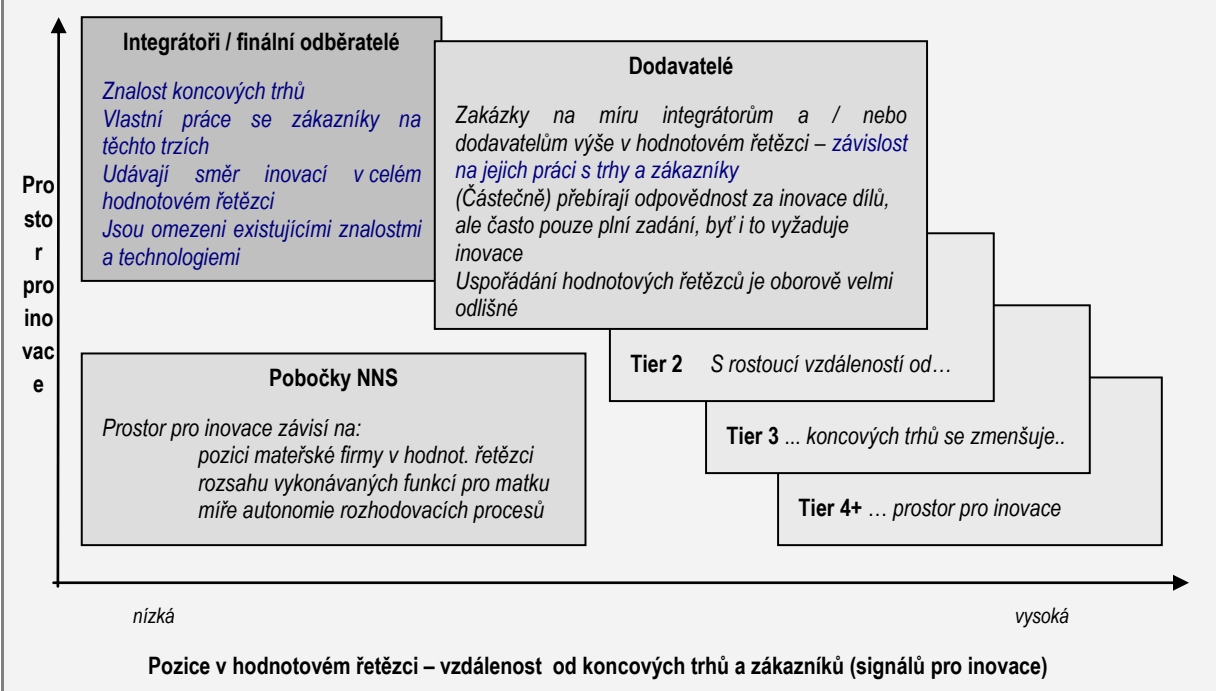 Integrátoři / finální odběratelé
Znalost koncových trhů
Vlastní práce se zákazníky na
těchto trzích
Udávají směr inovací v celém
hodnotovém řetězci
Jsou omezeni existujícími znalostmi
a technologiemi
Dodavatelé
Zakázky na míru integrátorům a / nebo
dodavatelům výše v hodnotovém řetězci – závislost
na jejich práci s trhy a zákazníky
(Částečně) přebírají odpovědnost za inovace dílů,
ale často pouze plní zadání, byť i to vyžaduje
inovace
Uspořádání hodnotových řetězců je oborově velmi
odlišné
Pro
sto
r
pro
ino
vac
e
Pobočky NNS
Prostor pro inovace závisí na:
pozici mateřské firmy v hodnot. řetězci
rozsahu vykonávaných funkcí pro matku
míře autonomie rozhodovacích procesů
Tier 2 S rostoucí vzdáleností od…
Tier 3 ... koncových trhů se zmenšuje..
Tier 4+ … prostor pro inovace
nízká
vysoká
Pozice v hodnotovém řetězci – vzdálenost od koncových trhů a zákazníků (signálů pro inovace)